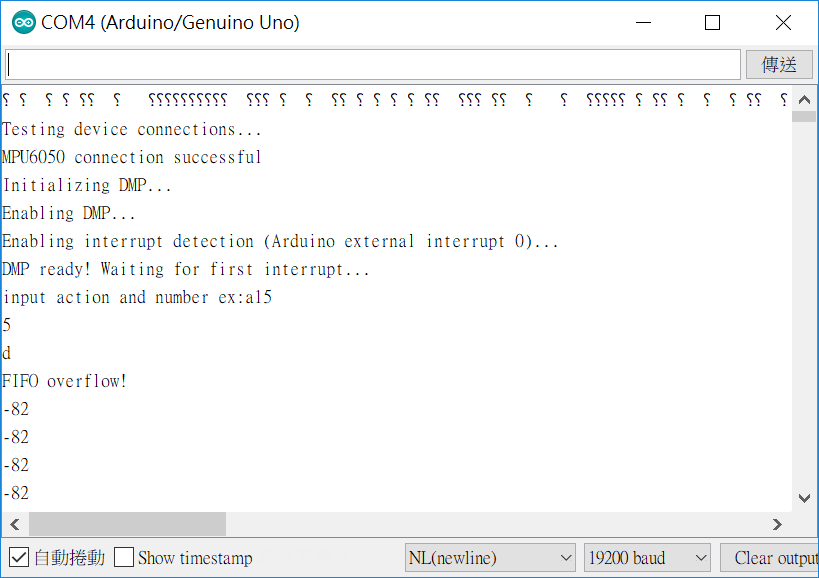 COM4 (Arduino/Genuino Uno)
傳送
Testing device connections...
MPU6050 connection successful
Initializing DMP...
Enabling DMP...
Enabling interrupt detection (Arduino external interrupt 0)...
DMP ready! Waiting for first interrupt...
input action and number ex:a15
5
d
FIFO overflow!
-82
-82
-82
-82
自動捲動 Show timestamp NL(newline) 19200 baud Clear output